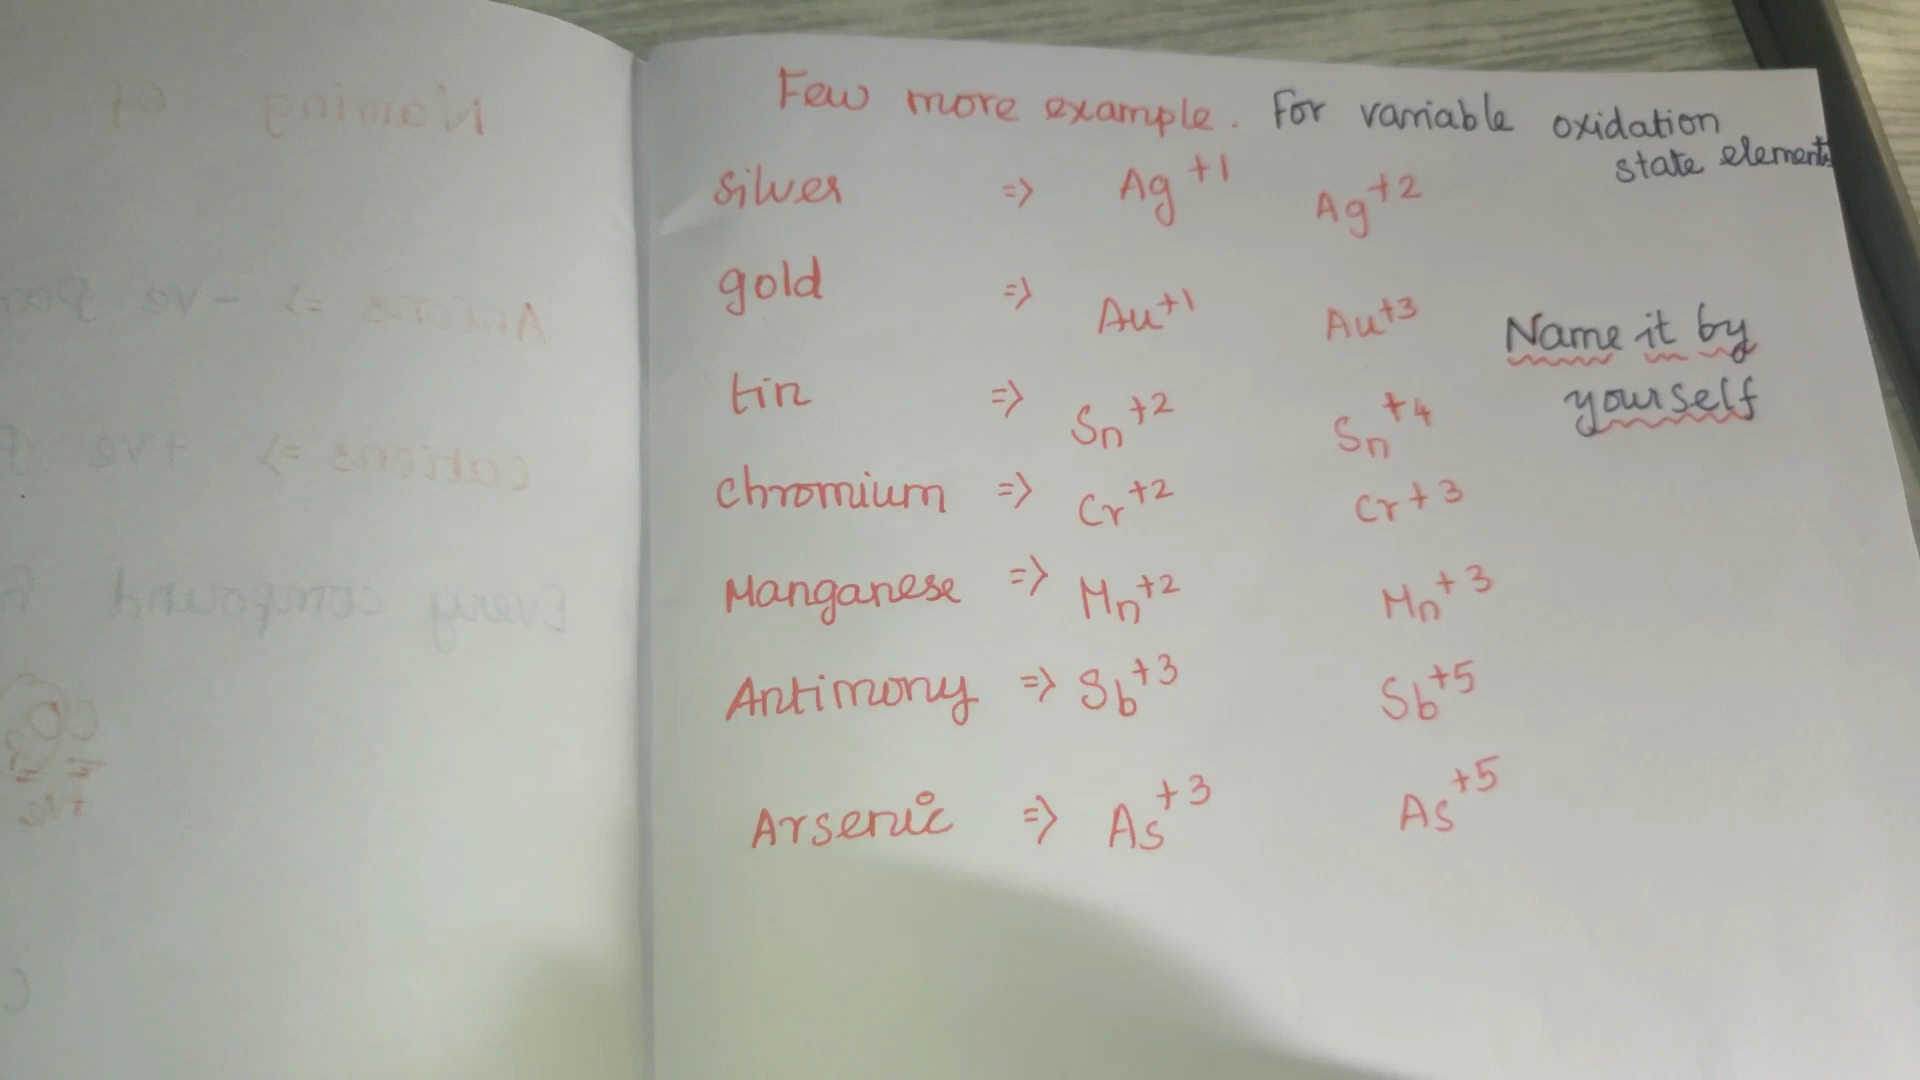 Few more example. For variable oxidation
state elements
silver => Ag+1 Ag+2
gold => Au+1 Au+3
Name it by
yourself
tin => Sn+2 Sn+4
chromium => Cr+2 Cr+3
Manganese => Mn+2 Mn+3
Antimony => Sb+3 Sb+5
Arsenic => As+3 As+5